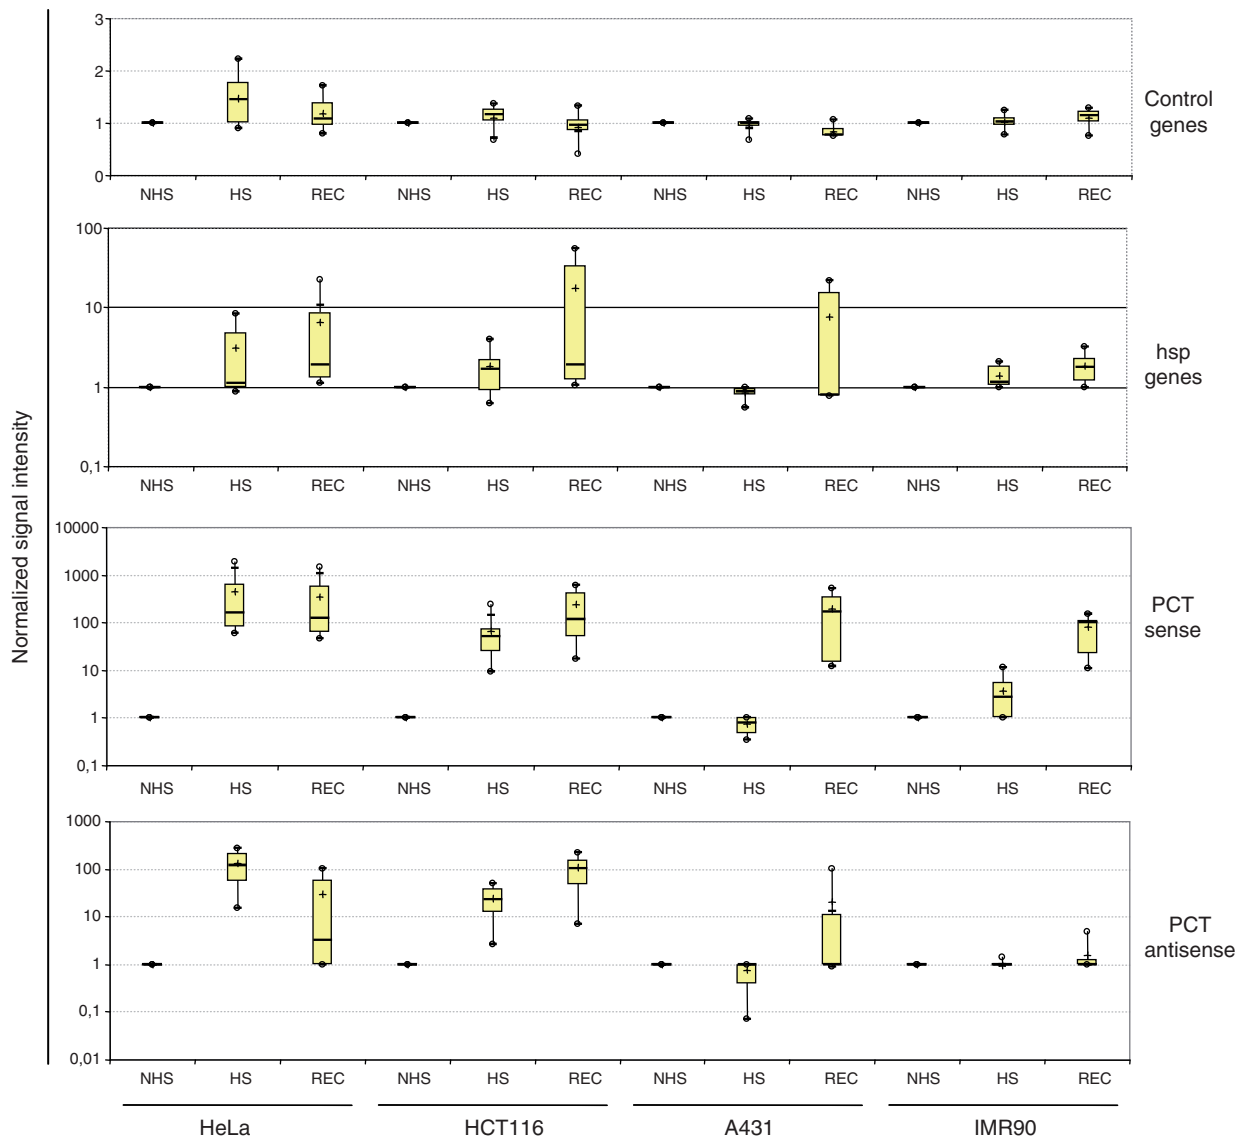 Normalized signal intensity
3
2
1
0
NHS HS REC NHS HS REC NHS HS REC NHS HS REC
Control
genes
100
10
1
0,1
NHS HS REC NHS HS REC NHS HS REC NHS HS REC
hsp
genes
10000
1000
100
10
1
0,1
NHS HS REC NHS HS REC NHS HS REC NHS HS REC
PCT
sense
1000
100
10
1
0,1
0,01
NHS HS REC NHS HS REC NHS HS REC NHS HS REC
PCT
antisense
HeLa HCT116 A431 IMR90